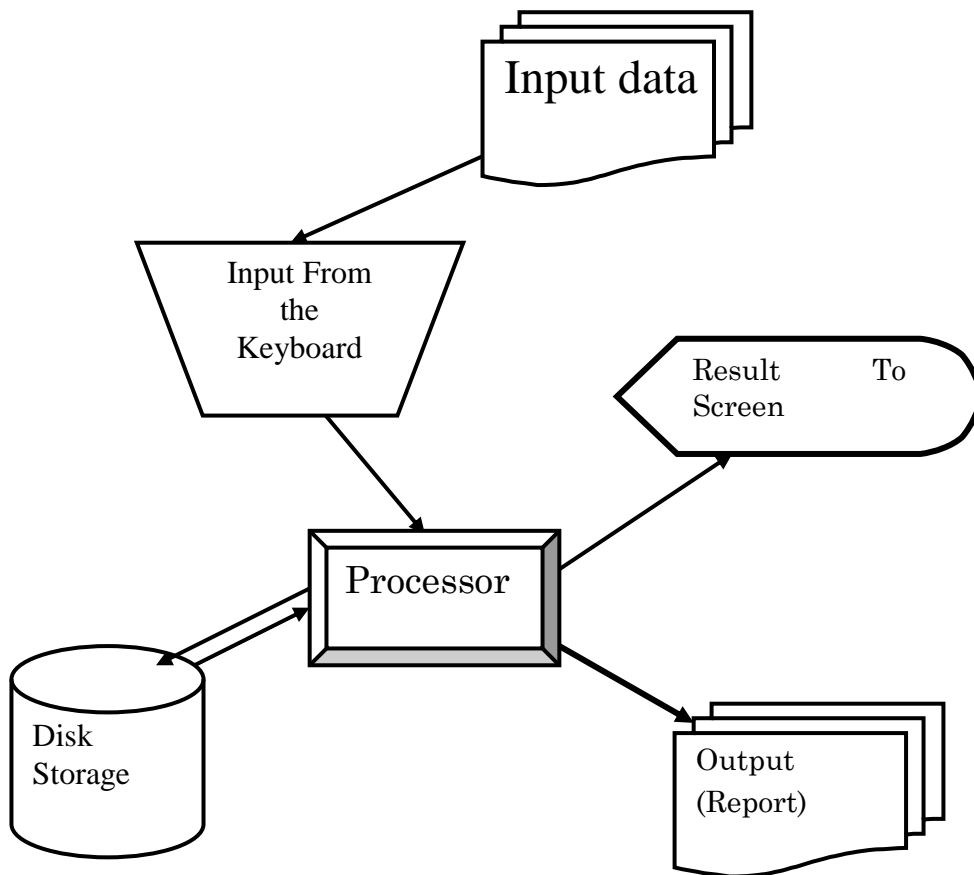 Input data
Input From
the
Keyboard
Result To
Screen
Processor
Disk
Storage
Output
(Report)